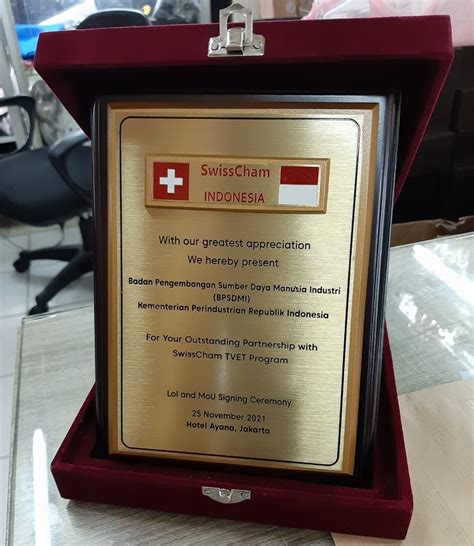 SwissCham
INDONESIA
With our greatest appreciation
We hereby present
Badan Pengembangan Sumber Daya Manusia Industri
(BPSDMI)
Kementerian Perindustrian Republik Indonesia
For Your Outstanding Partnership with
SwissCham TVET Program
LoI and MoU Signing Ceremony
25 November 2021
Hotel Ayana, Jakarta